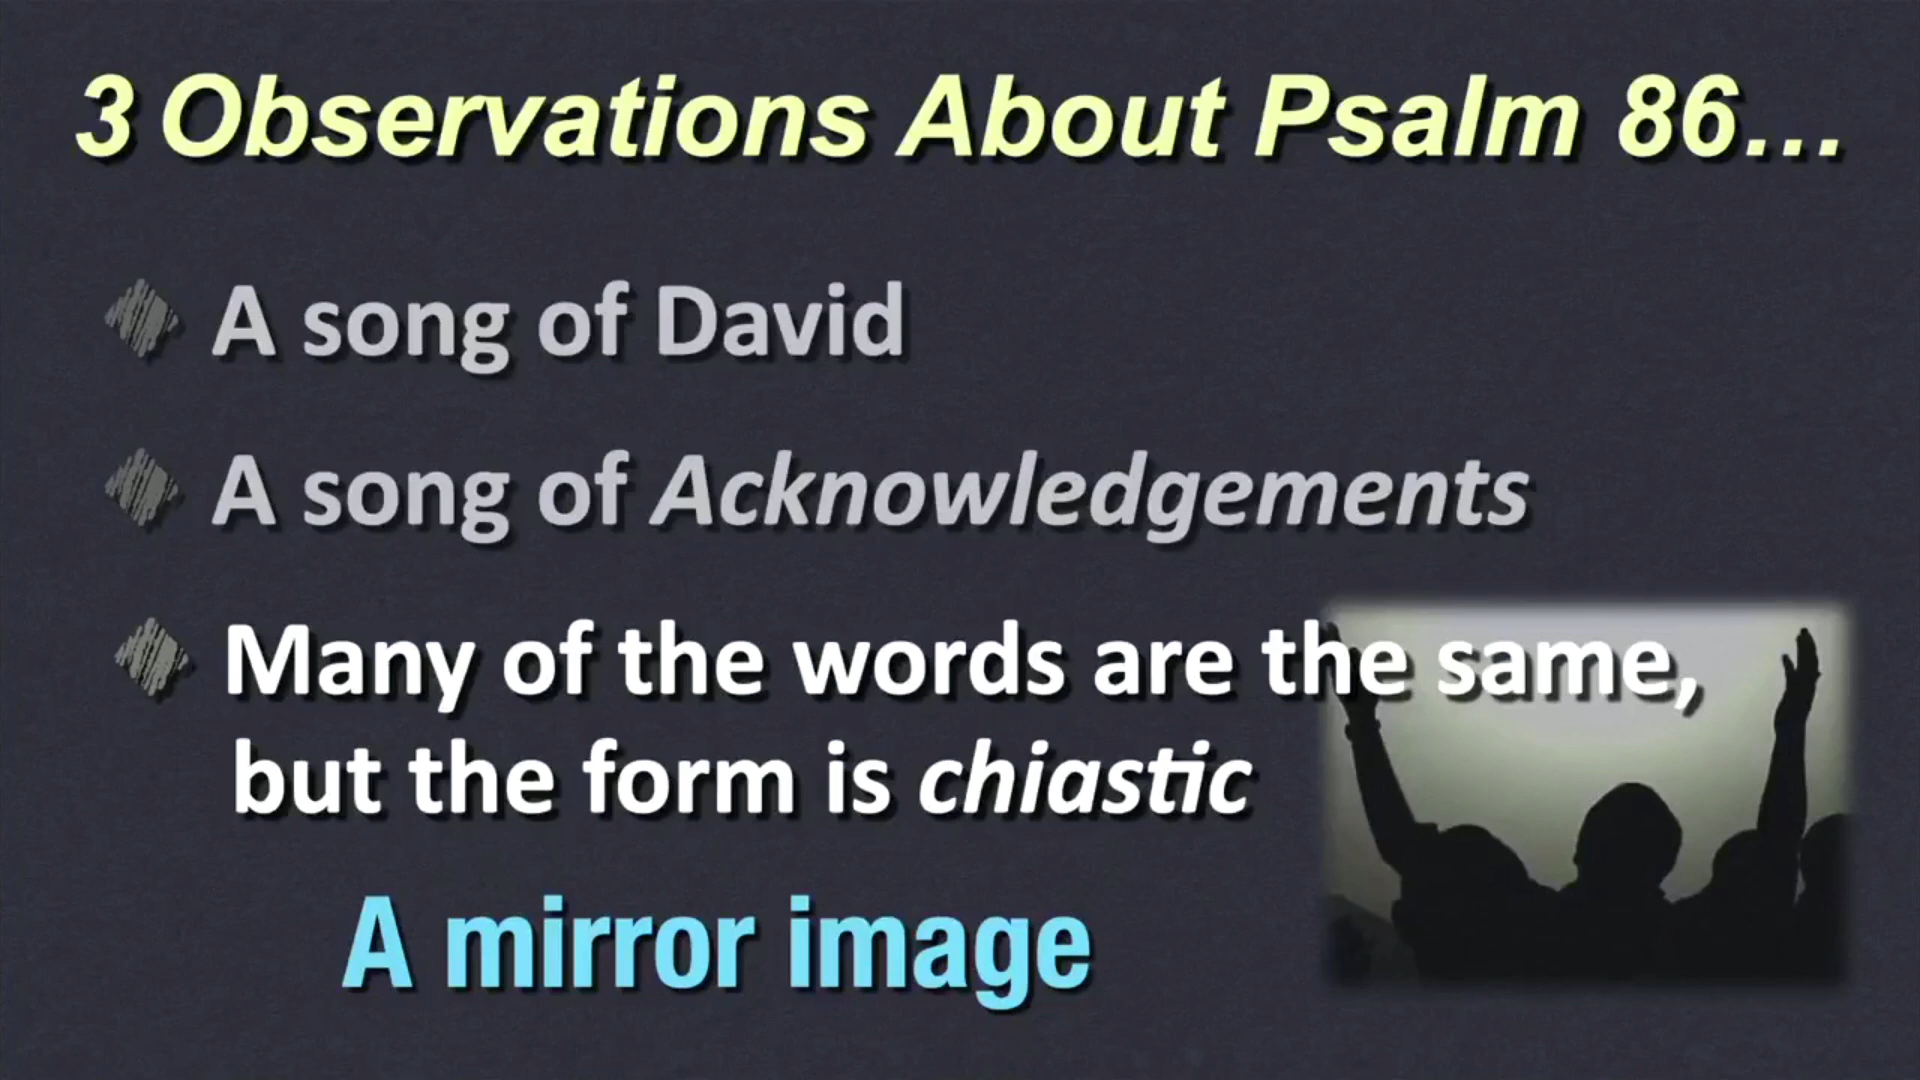 3 Observations About Psalm 86...
A song of David
A song of Acknowledgements
Many of the words are the same,
but the form is chiastic
A mirror image